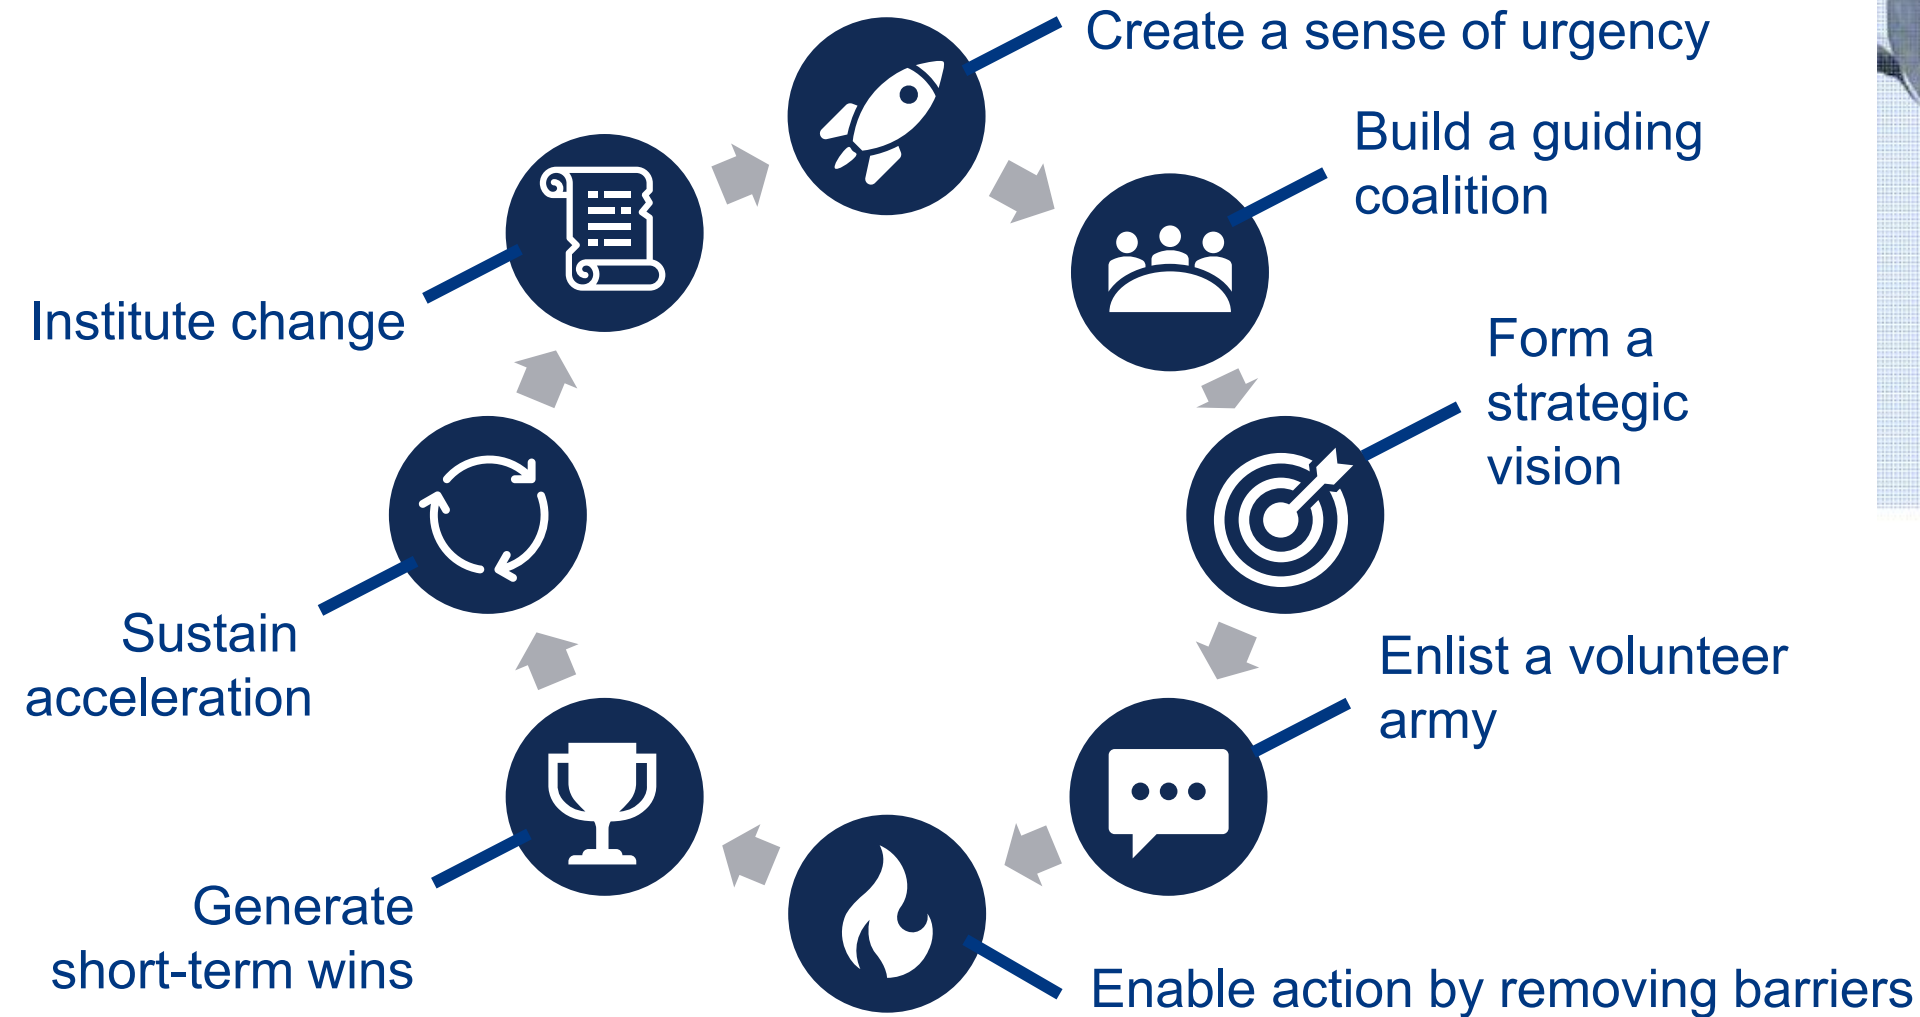 Create a sense of urgency
Build a guiding
coalition
Form a
strategic
vision
Enlist a volunteer
army
Enable action by removing barriers
Generate
short-term wins
Sustain
acceleration
Institute change